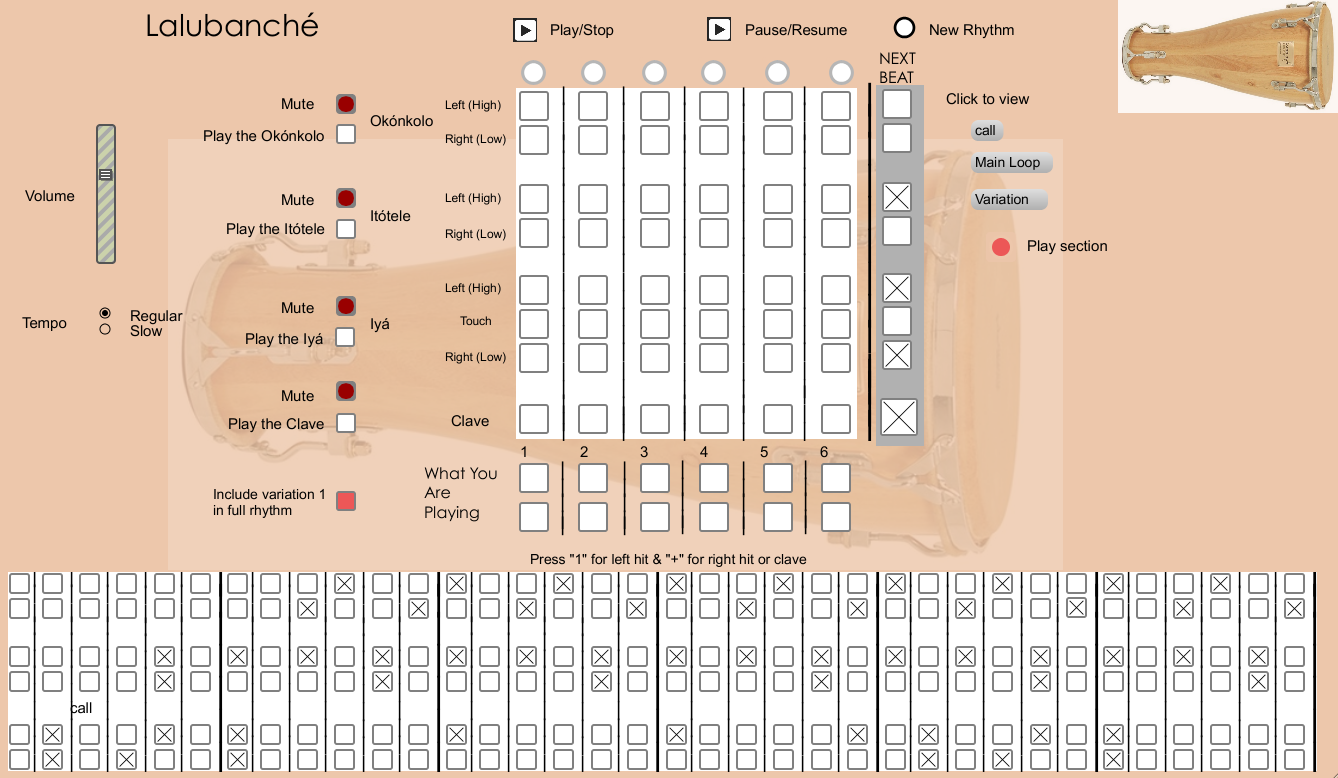 Lalubanché
Play/Stop
Pause/Resume
New Rhythm
NEXT
BEAT
Mute
Play the Okónkolo
Okónkolo
Left (High)
Right (Low)
Click to view
call
Main Loop
Variation
Play section
Volume
Mute
Play the Itótele
Itótele
Left (High)
Right (Low)
Tempo
Regular
Slow
Mute
Play the Iyá
Iyá
Left (High)
Touch
Right (Low)
Mute
Play the Clave
Clave
1 2 3 4 5 6
What You
Are
Playing
Include variation 1
in full rhythm
Press "1" for left hit & "+" for right hit or clave
call